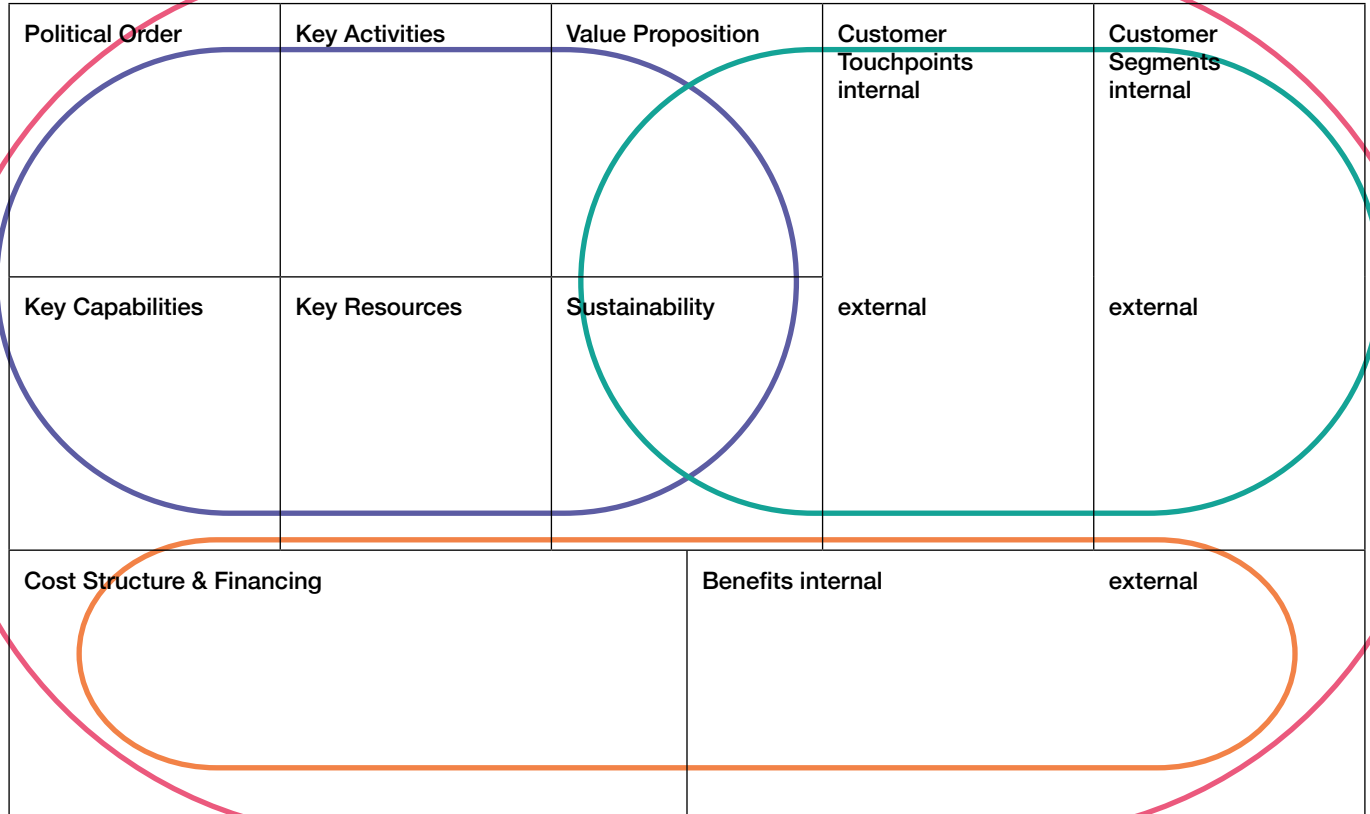 Political Order
Key Activities
Value Proposition
Customer
Touchpoints
internal
Customer
Segments
internal
Key Capabilities
Key Resources
Sustainability
external
external
Cost Structure & Financing
Benefits internal
external